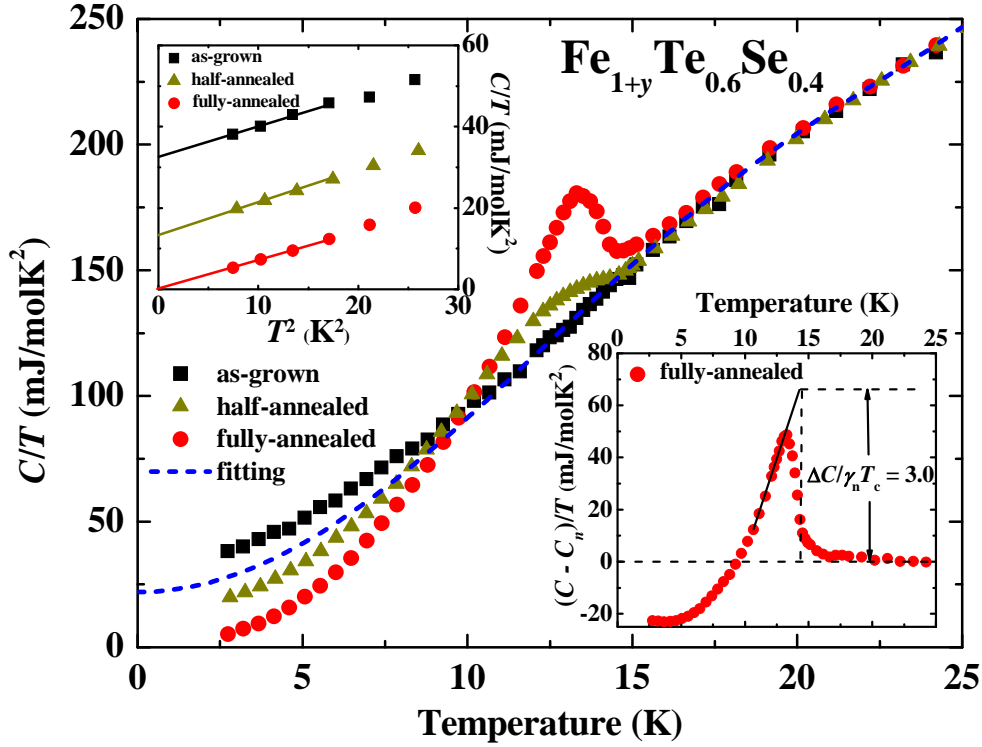 Fe1+yTe0.6Se0.4
250
200
150
100
50
0
C/T (mJ/molK²)
0
5
10
15
20
25
Temperature (K)
as-grown
half-annealed
fully-annealed
fitting
as-grown
half-annealed
fully-annealed
60
40
20
0
C/T (mJ/molK²)
0
10
20
30
T² (K²)
Temperature (K)
0
5
10
15
20
25
fully-annealed
80
60
40
20
0
-20
(C - Cn)/T (mJ/molK²)
ΔC/γnTc = 3.0